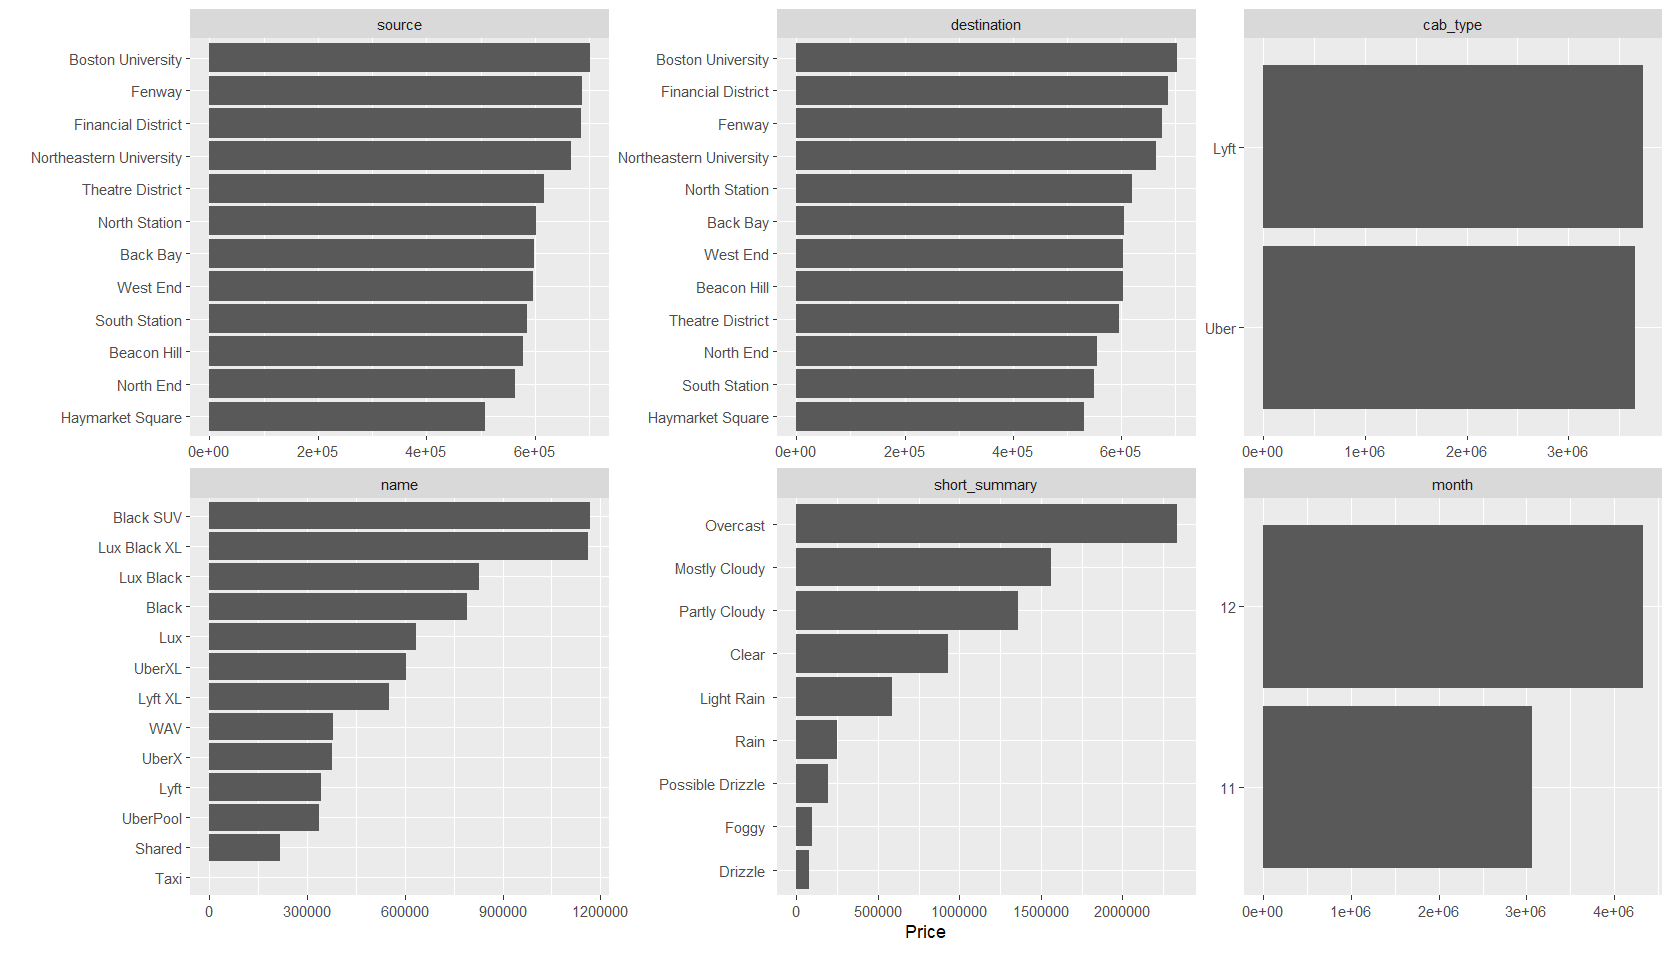 source
Boston University
Fenway
Financial District
Northeastern University
Theatre District
North Station
Back Bay
West End
South Station
Beacon Hill
North End
Haymarket Square
0e+00 2e+05 4e+05 6e+05
destination
Boston University
Financial District
Fenway
Northeastern University
North Station
Back Bay
West End
Beacon Hill
Theatre District
North End
South Station
Haymarket Square
0e+00 2e+05 4e+05 6e+05
cab_type
Lyft
Uber
0e+00 1e+06 2e+06 3e+06
name
Black SUV
Lux Black XL
Lux Black
Black
Lux
UberXL
Lyft XL
WAV
UberX
Lyft
UberPool
Shared
Taxi
0 300000 600000 900000 1200000
short_summary
Overcast
Mostly Cloudy
Partly Cloudy
Clear
Light Rain
Rain
Possible Drizzle
Foggy
Drizzle
0 500000 1000000 1500000 2000000
month
12
11
0e+00 1e+06 2e+06 3e+06 4e+06
Price